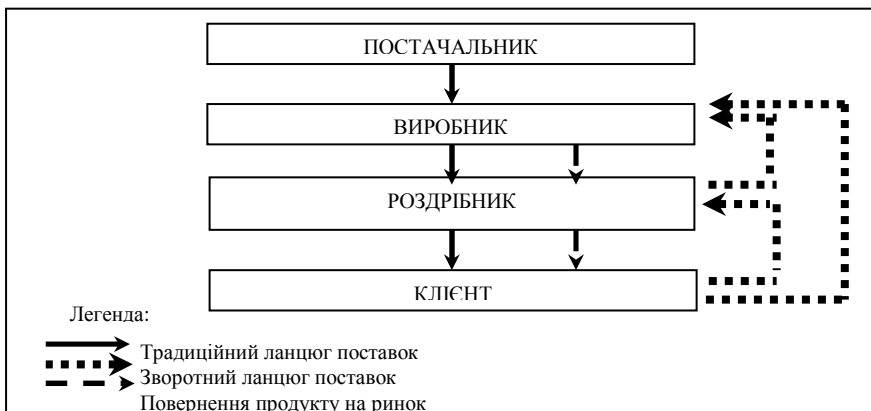 ПОСТАЧАЛЬНИК
ВИРОБНИК
РОЗДРІБНИК
КЛІЄНТ
Легенда:
Традиційний ланцюг поставок
Зворотний ланцюг поставок
Повернення продукту на ринок